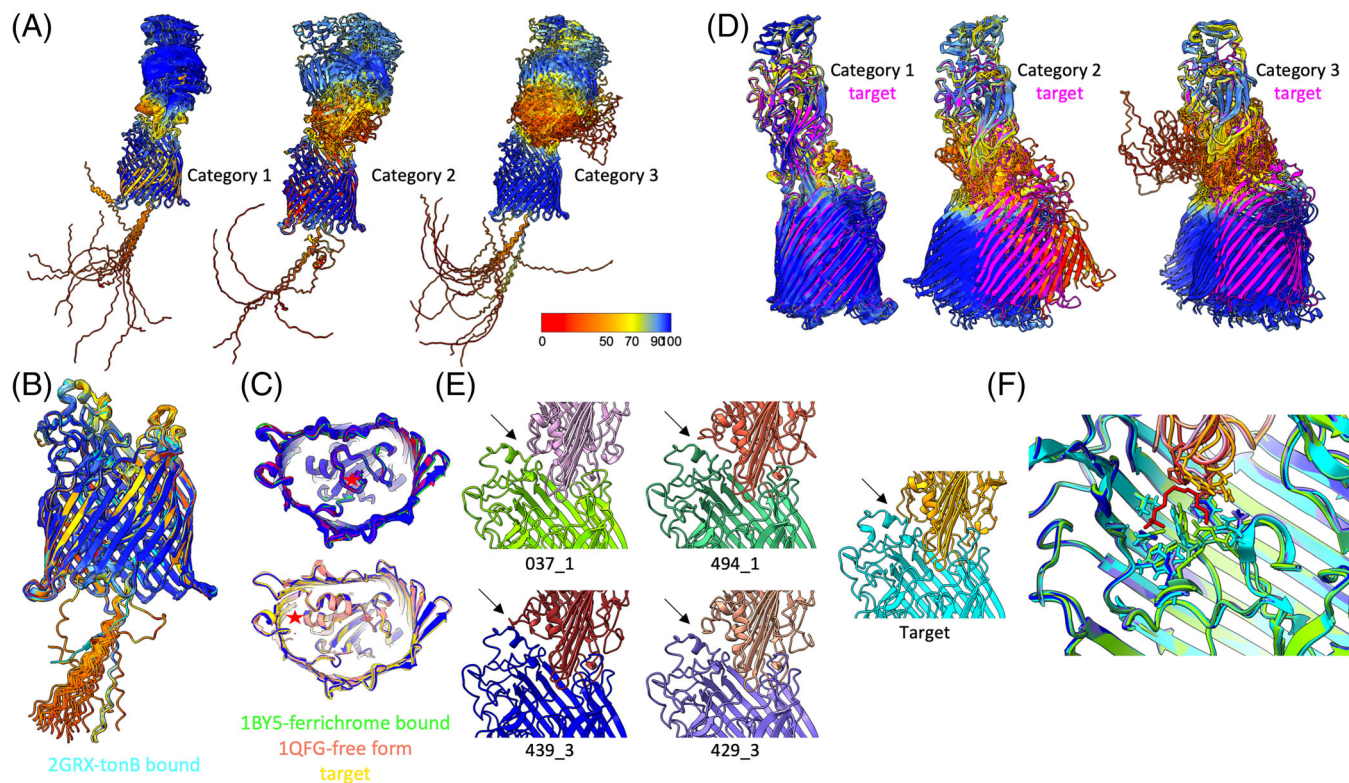 (A)
Category 1
Category 2
Category 3
0 50 70 90 100
(B)
2GRX-tonB bound
(C)
1BY5-ferrichrome bound
1QFG-free form
target
(D)
Category 1
target
Category 2
target
Category 3
target
(E)
037_1
494_1
439_3
429_3
Target
(F)